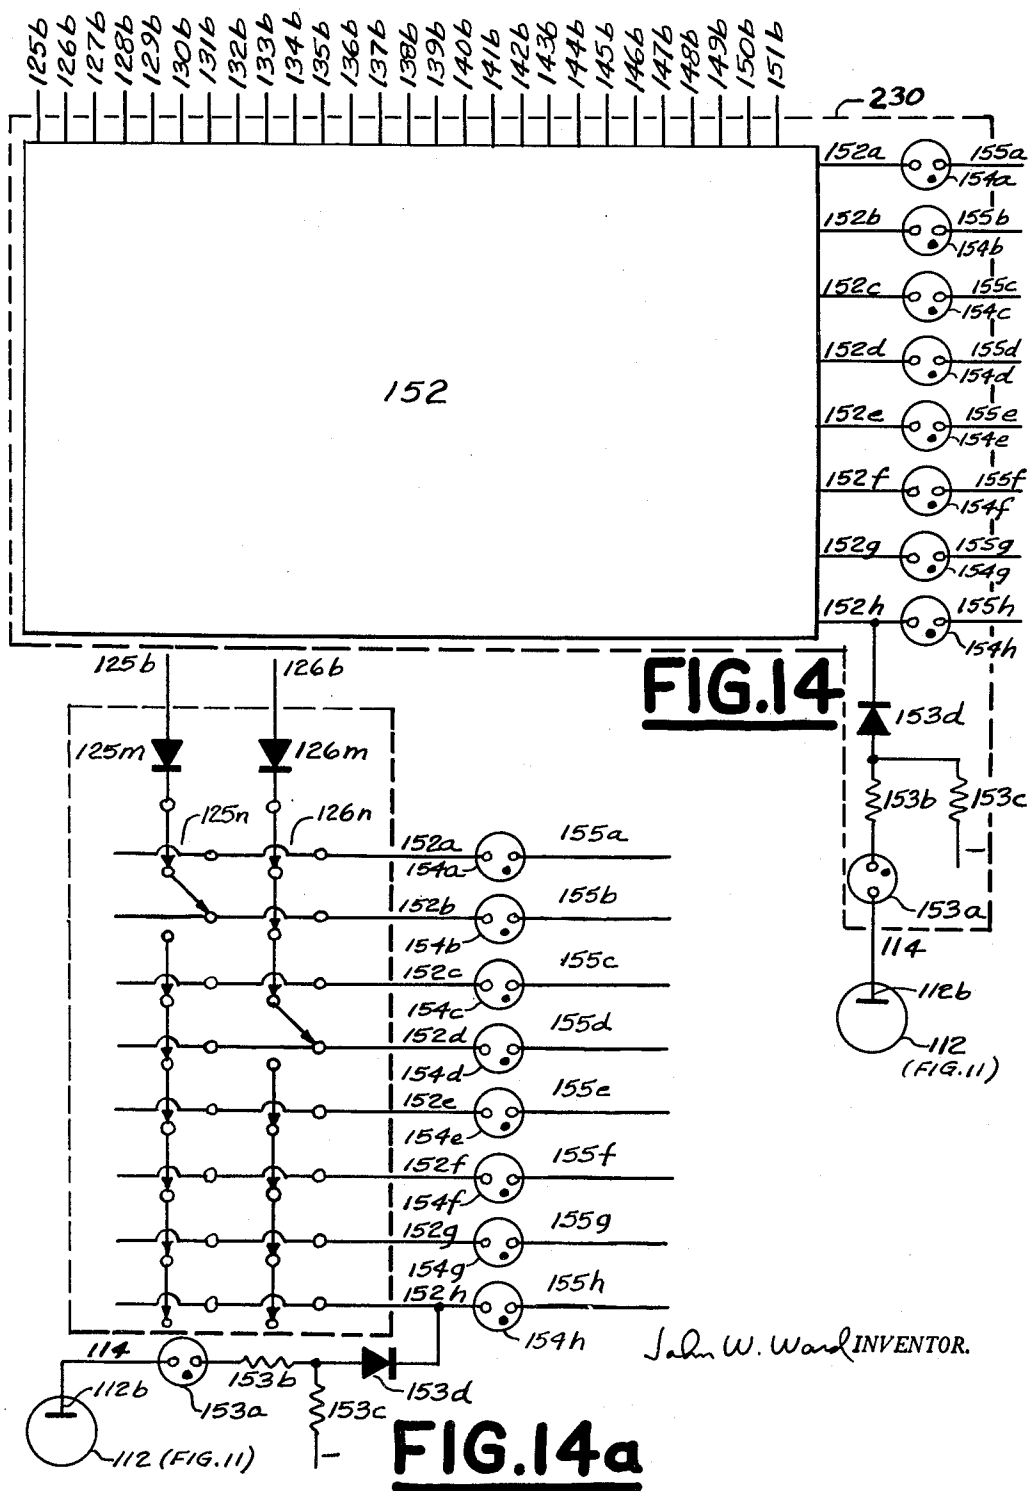 125b 126b 127b 128b 129b 130b 131b 132b 133b 134b 135b 136b 137b 138b 139b 140b 141b 142b 143b 144b 145b 146b 147b 148b 149b 150b 151b
230
152a 155a
154a
152b 155b
154b
152c 155c
154c
152d 155d
154d
152
152e 155e
154e
152f 155f
154f
152g 155g
154g
152h 155h
154h
FIG.14
153d
153b 153c
153a
114
112b
112
(FIG.11)
125b 126b
125m 126m
125n 126n
152a 155a
154a
152b 155b
154b
152c 155c
154c
152d 155d
154d
152e 155e
154e
152f 155f
154f
152g 155g
154g
152h 155h
154h
John W. Ward INVENTOR.
114
112b 153a 153b 153c 153d
112 (FIG.11)
FIG.14a